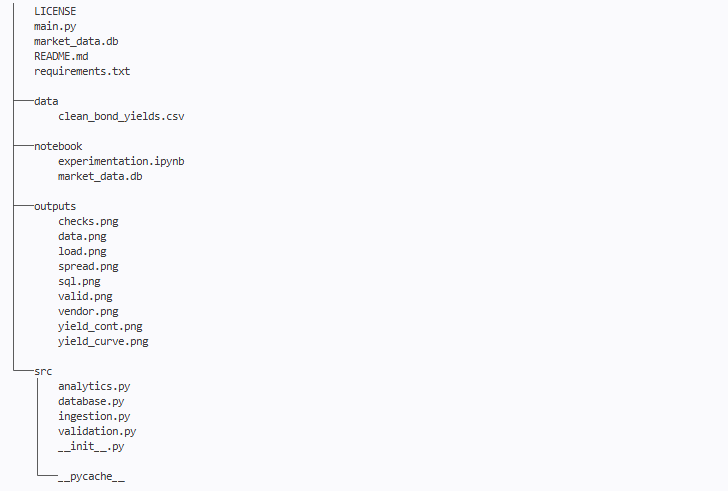 LICENSE
main.py
market_data.db
README.md
requirements.txt
data
clean_bond_yields.csv
notebook
experimentation.ipynb
market_data.db
outputs
checks.png
data.png
load.png
spread.png
sql.png
valid.png
vendor.png
yield_cont.png
yield_curve.png
src
analytics.py
database.py
ingestion.py
validation.py
__init__.py
__pycache__